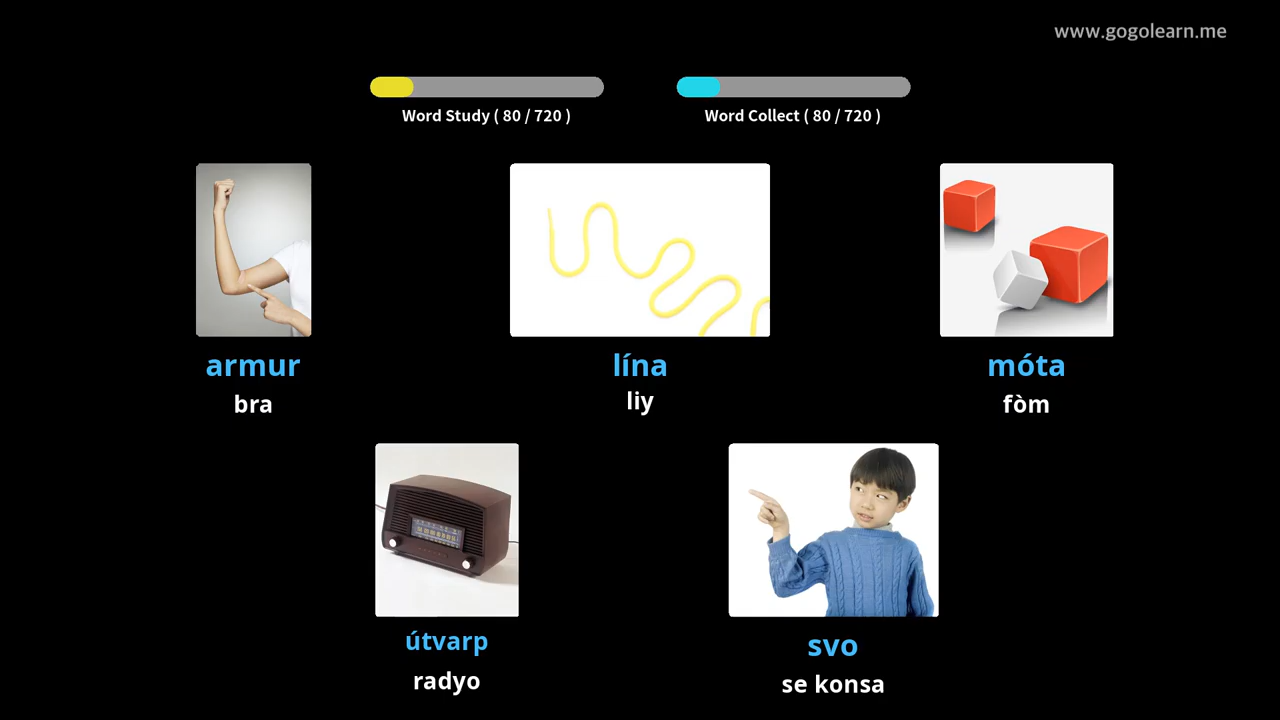 www.gogolearn.me
Word Study ( 80 / 720 )
Word Collect ( 80 / 720 )
armur
bra
lína
liy
móta
fòm
útvarp
radyo
svo
se konsa